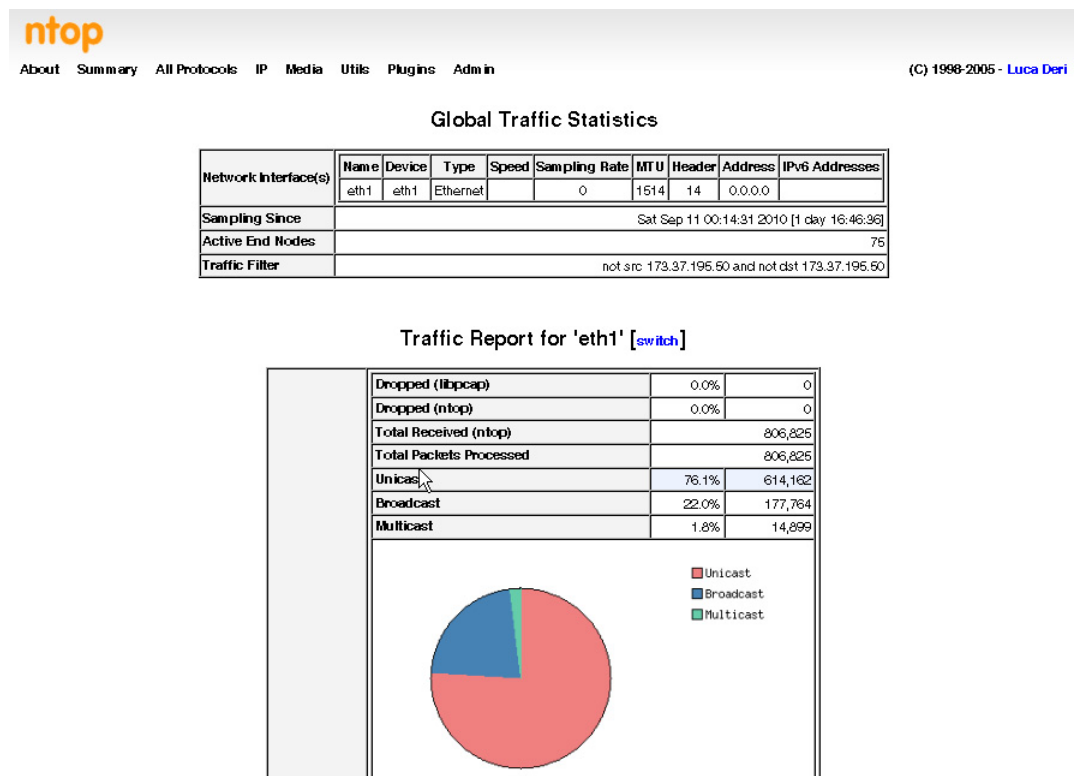 ntop
About Summary All Protocols IP Media Utils Plugins Admin (C) 1998-2005 - Luca Deri
Global Traffic Statistics
Network Interface(s)
Name Device Type Speed Sampling Rate MTU Header Address IPv6 Addresses
eth1 eth1 Ethernet 0 1514 14 0.0.0.0
Sampling Since Sat Sep 11 00:14:31 2010 [1 day 16:46:36]
Active End Nodes 75
Traffic Filter not src 173.37.195.50 and not dst 173.37.195.50
Traffic Report for 'eth1' [switch]
Dropped (libpcap) 0.0% 0
Dropped (ntop) 0.0% 0
Total Received (ntop) 806,825
Total Packets Processed 806,825
Unicast 76.1% 614,162
Broadcast 22.0% 177,764
Multicast 1.8% 14,899
Unicast
Broadcast
Multicast